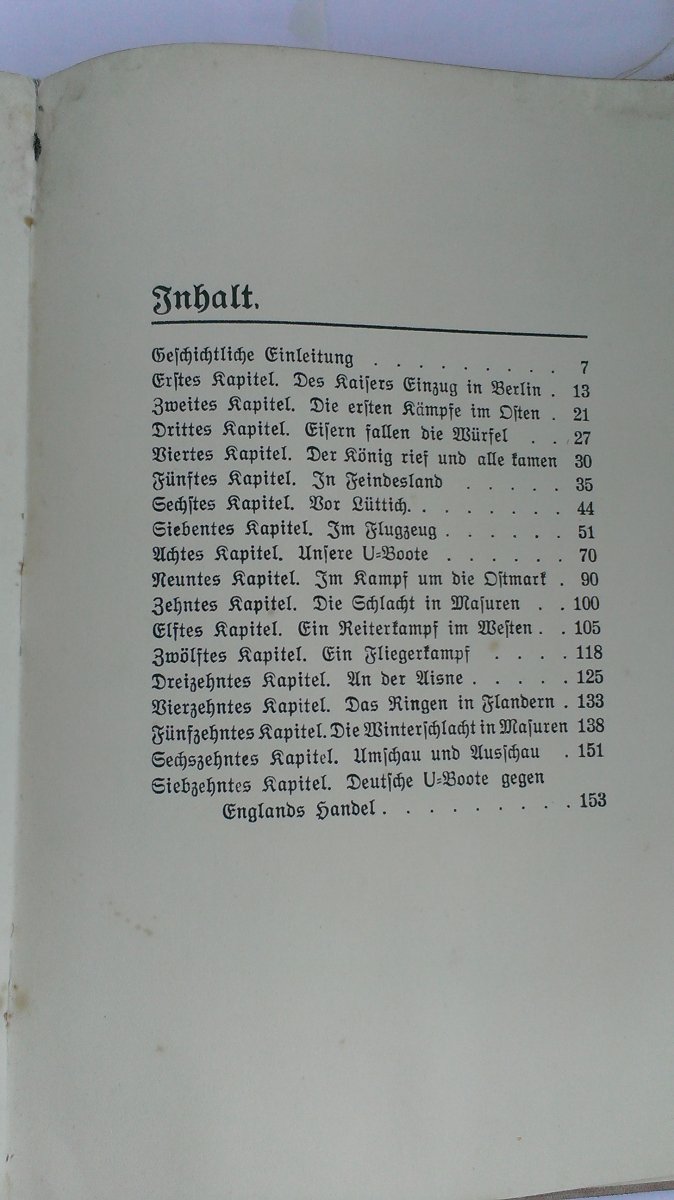 Inhalt.
Geschichtliche Einleitung . . . . . . . . . 7
Erstes Kapitel. Des Kaisers Einzug in Berlin . 13
Zweites Kapitel. Die ersten Kämpfe im Osten . 21
Drittes Kapitel. Eisern fallen die Würfel . . 27
Viertes Kapitel. Der König rief und alle kamen 30
Fünftes Kapitel. In Feindesland . . . . . 35
Sechstes Kapitel. Vor Lüttich. . . . . . . . 44
Siebentes Kapitel. Im Flugzeug . . . . . . 51
Achtes Kapitel. Unsere U-Boote . . . . . . 70
Neuntes Kapitel. Im Kampf um die Ostmark . 90
Zehntes Kapitel. Die Schlacht in Masuren . . 100
Elftes Kapitel. Ein Reiterkampf im Westen . . 105
Zwölftes Kapitel. Ein Fliegerkampf . . . . 118
Dreizehntes Kapitel. An der Aisne . . . . . 125
Vierzehntes Kapitel. Das Ringen in Flandern . 133
Fünfzehntes Kapitel. Die Winterschlacht in Masuren 138
Sechszehntes Kapitel. Umschau und Ausschau . 151
Siebzehntes Kapitel. Deutsche U-Boote gegen
Englands Handel . . . . . . . . . 153